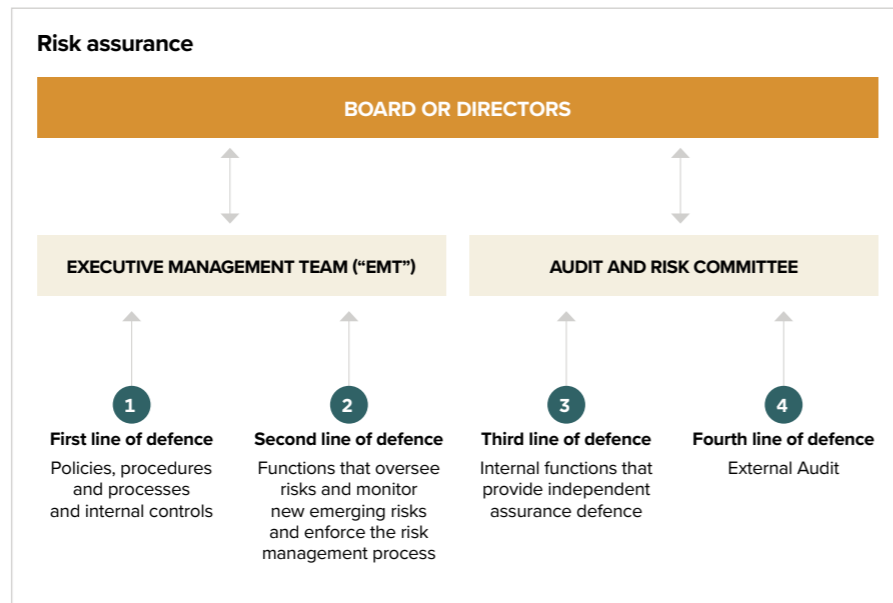 Risk assurance
BOARD OR DIRECTORS
EXECUTIVE MANAGEMENT TEAM (“EMT”)
AUDIT AND RISK COMMITTEE
1
First line of defence
Policies, procedures
and processes
and internal controls
2
Second line of defence
Functions that oversee
risks and monitor
new emerging risks
and enforce the risk
management process
3
Third line of defence
Internal functions that
provide independent
assurance defence
4
Fourth line of defence
External Audit